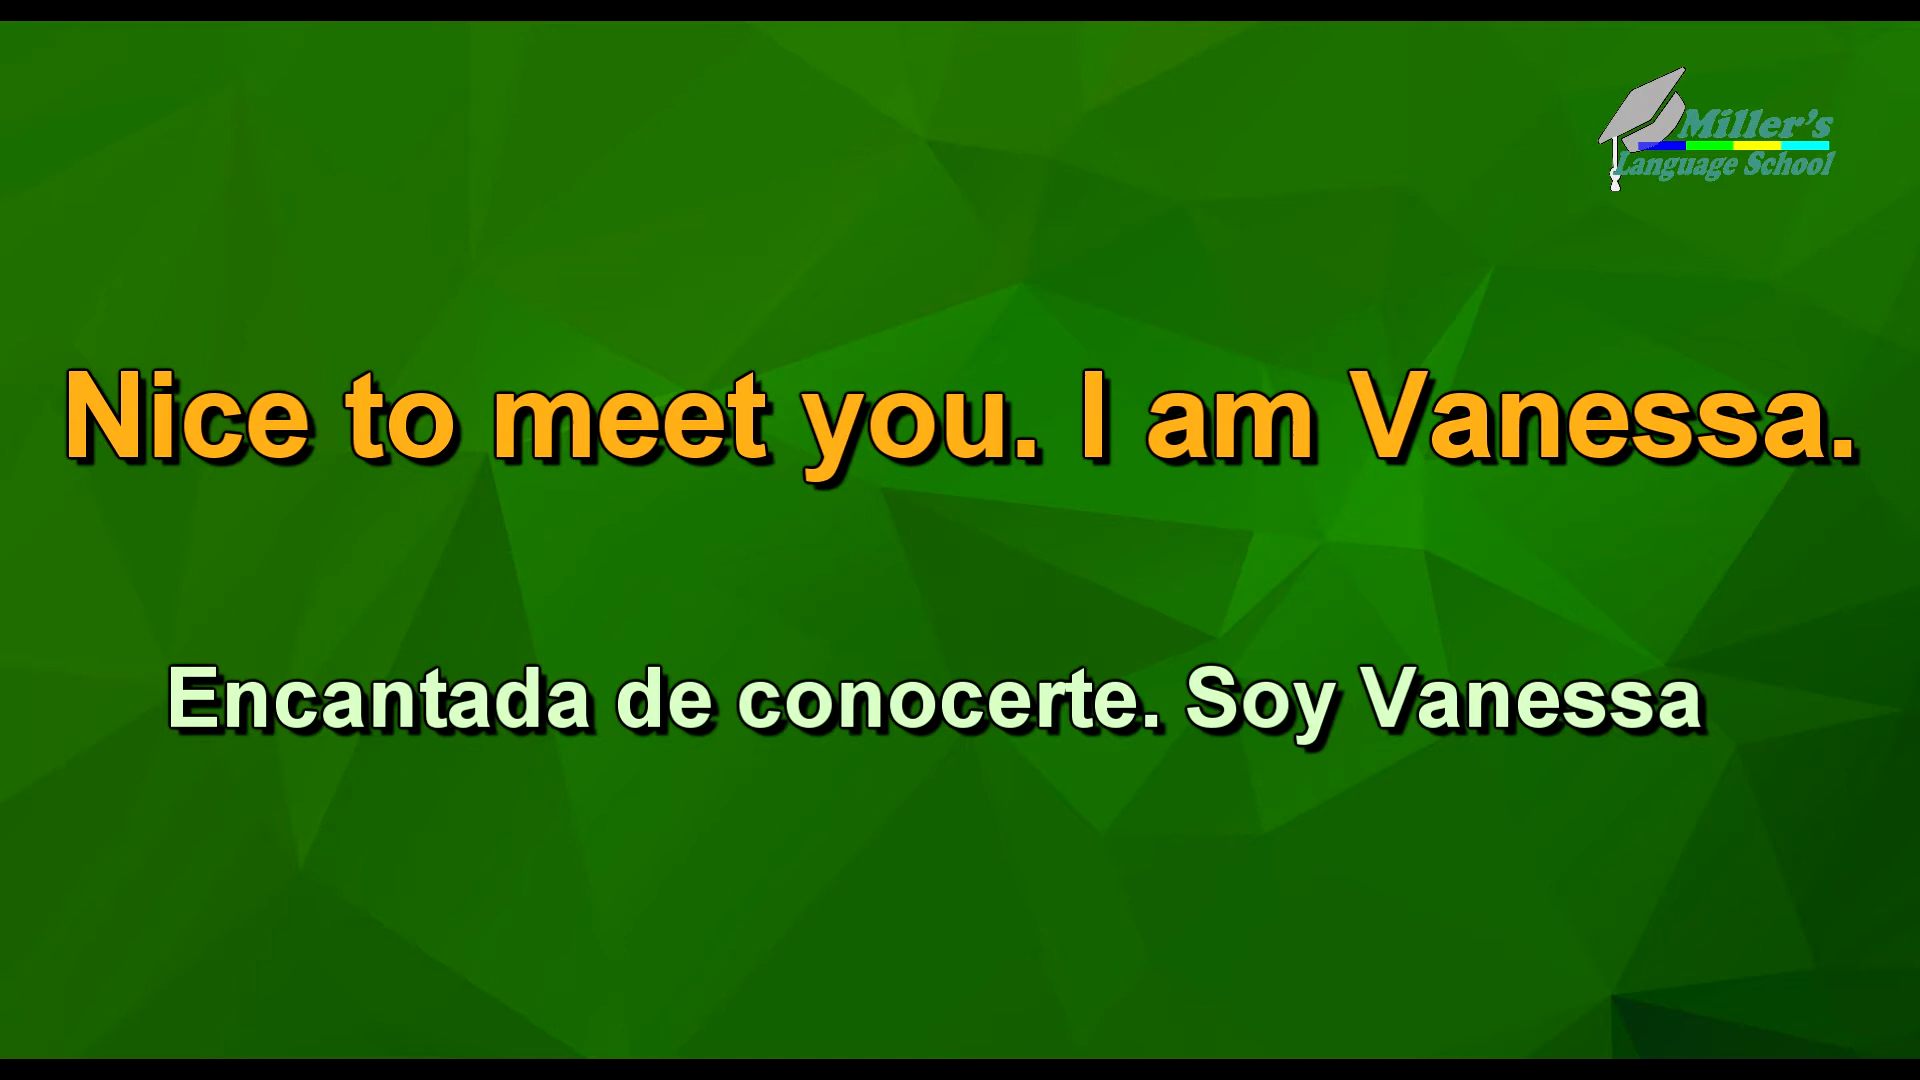 Miller's
Language School
Nice to meet you. I am Vanessa.
Encantada de conocerte. Soy Vanessa